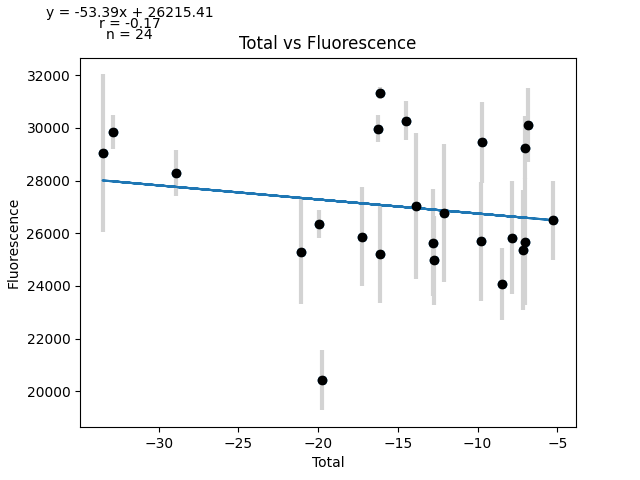 y = -53.39x + 26215.41
r = -0.17
n = 24
Total vs Fluorescence
32000
30000
28000
26000
24000
22000
20000
Fluorescence
−30
−25
−20
−15
−10
−5
Total